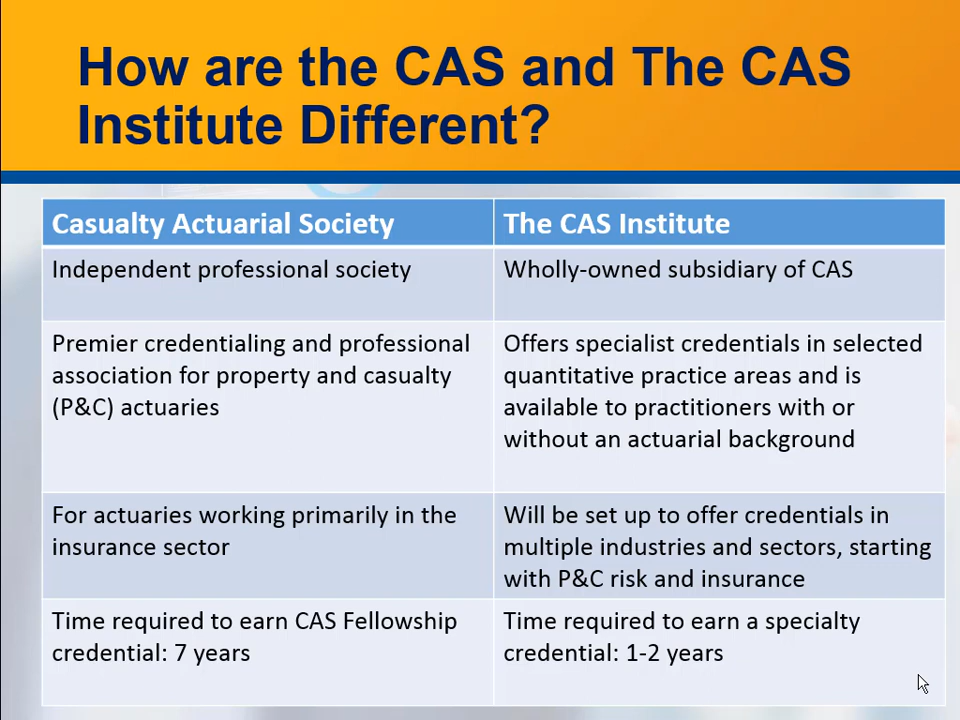 How are the CAS and The CAS
Institute Different?
Casualty Actuarial Society
The CAS Institute
Independent professional society
Wholly-owned subsidiary of CAS
Premier credentialing and professional
association for property and casualty
(P&C) actuaries
Offers specialist credentials in selected
quantitative practice areas and is
available to practitioners with or
without an actuarial background
For actuaries working primarily in the
insurance sector
Will be set up to offer credentials in
multiple industries and sectors, starting
with P&C risk and insurance
Time required to earn CAS Fellowship
credential: 7 years
Time required to earn a specialty
credential: 1-2 years